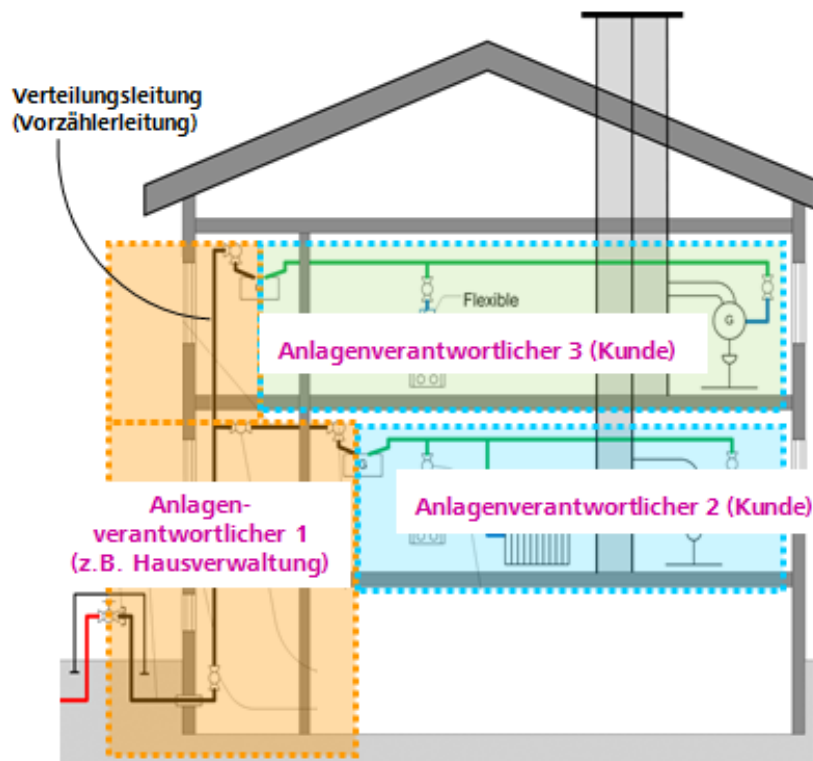 Verteilungsleitung
(Vorzählerleitung)
Flexible
G
Anlagenverantwortlicher 3 (Kunde)
G
Anlagenverantwortlicher 2 (Kunde)
Anlagen-
verantwortlicher 1
(z.B. Hausverwaltung)